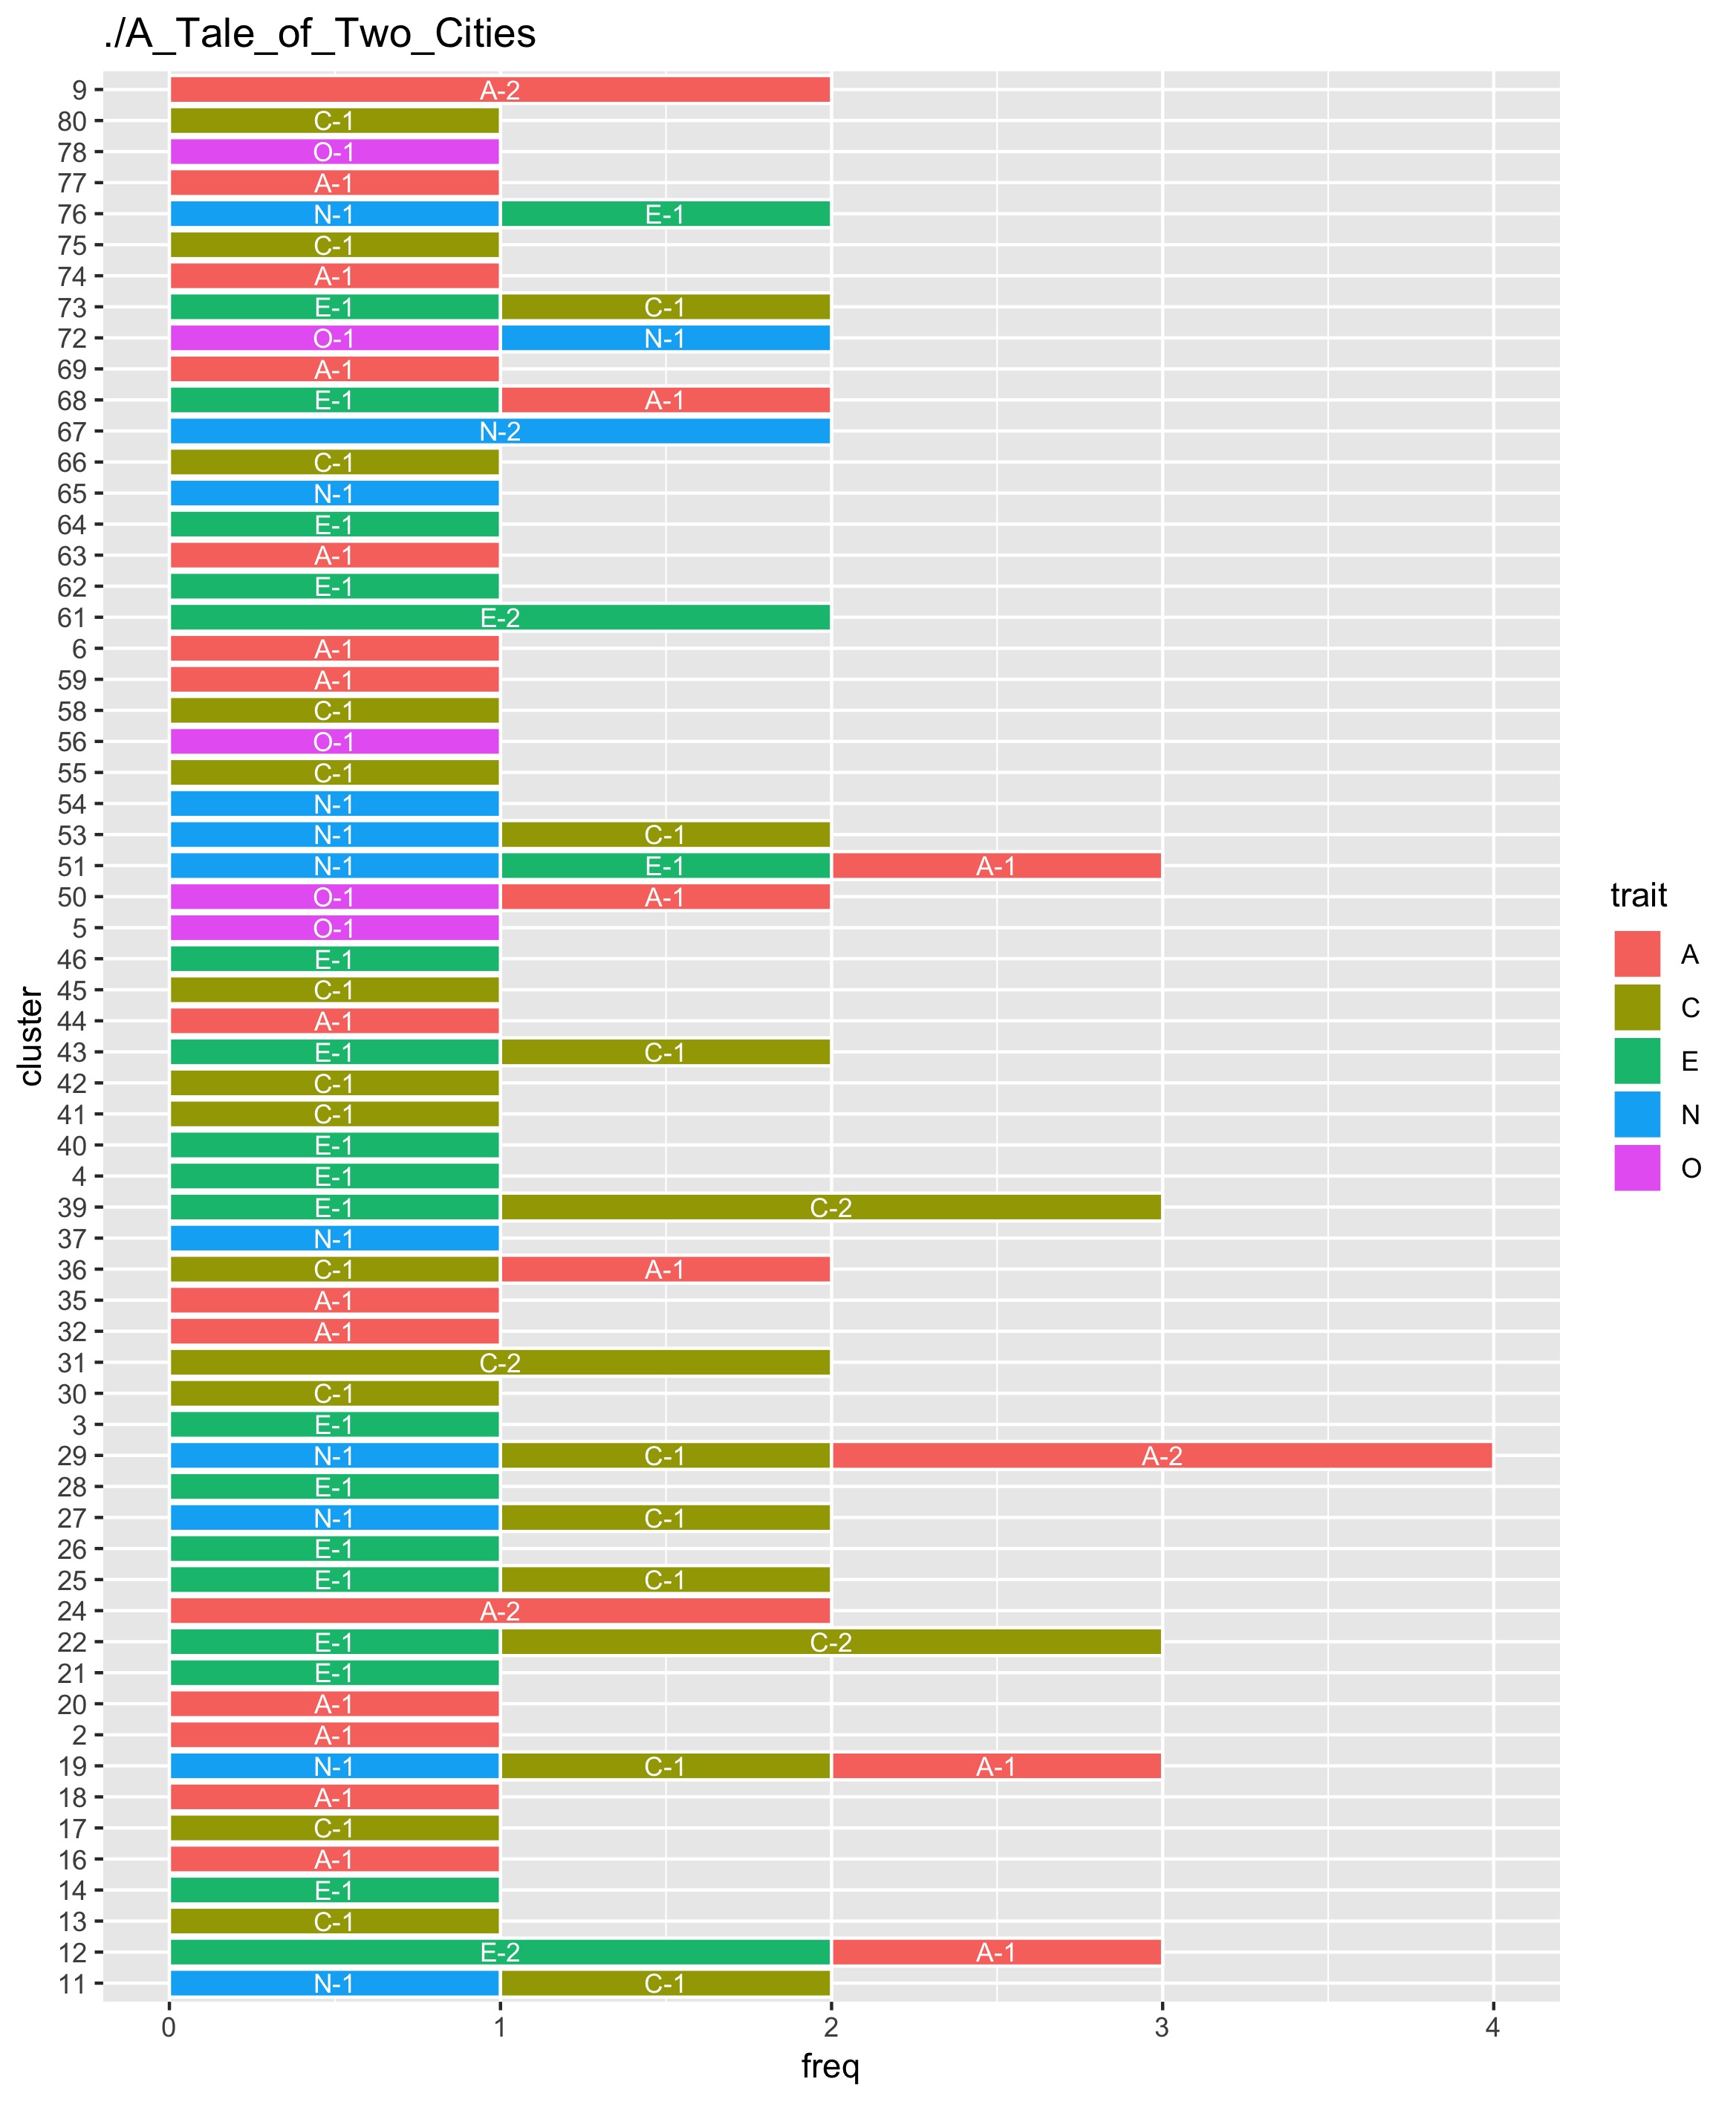 ./A_Tale_of_Two_Cities
9 A-2
80 C-1
78 O-1
77 A-1
76 N-1 E-1
75 C-1
74 A-1
73 E-1 C-1
72 O-1 N-1
69 A-1
68 E-1 A-1
67 N-2
66 C-1
65 N-1
64 E-1
63 A-1
62 E-1
61 E-2
6 A-1
59 A-1
58 C-1
56 O-1
55 C-1
54 N-1
53 N-1 C-1
51 N-1 E-1 A-1
50 O-1 A-1
5 O-1
46 E-1
45 C-1
44 A-1
43 E-1 C-1
42 C-1
41 C-1
40 E-1
4 E-1
39 E-1 C-2
37 N-1
36 C-1 A-1
35 A-1
32 A-1
31 C-2
30 C-1
3 E-1
29 N-1 C-1 A-2
28 E-1
27 N-1 C-1
26 E-1
25 E-1 C-1
24 A-2
22 E-1 C-2
21 E-1
20 A-1
2 A-1
19 N-1 C-1 A-1
18 A-1
17 C-1
16 A-1
14 E-1
13 C-1
12 E-2 A-1
11 N-1 C-1
0 1 2 3 4
freq
cluster
trait
A
C
E
N
O